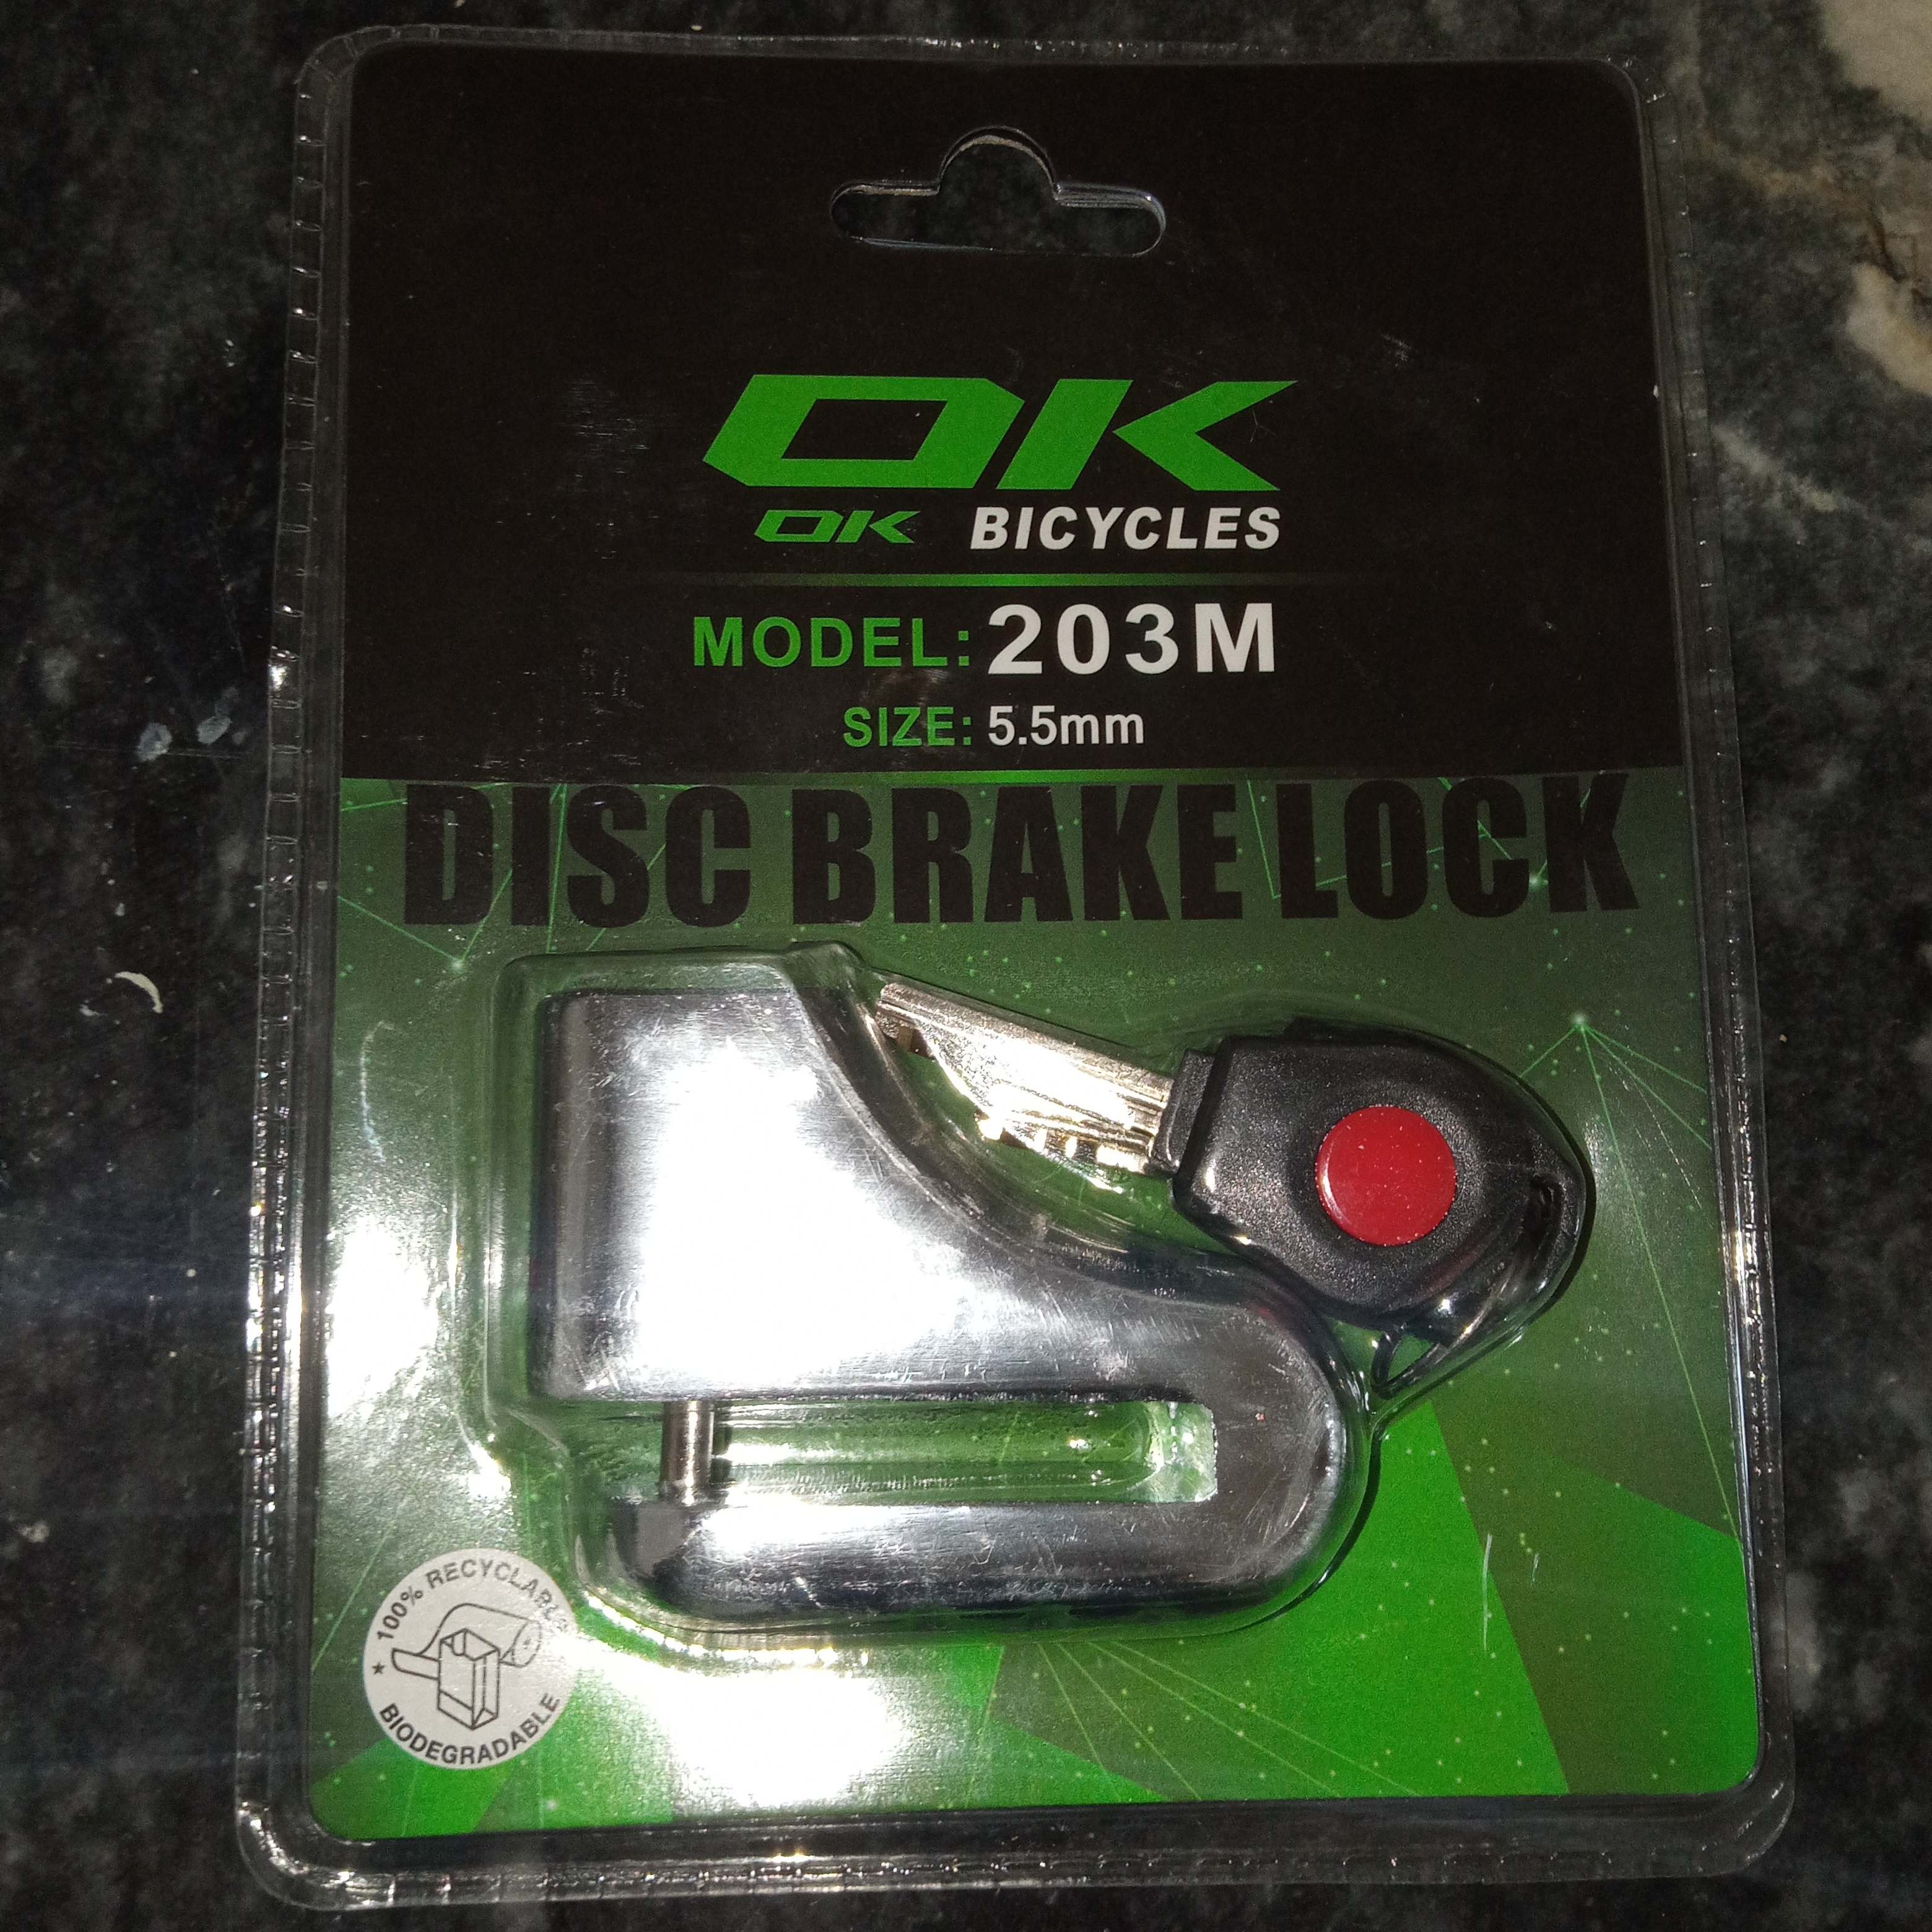 OK
OK BICYCLES
MODEL: 203M
SIZE: 5.5mm
DISC BRAKE LOCK
★ 100% RECYCLABLE
BIODEGRADABLE